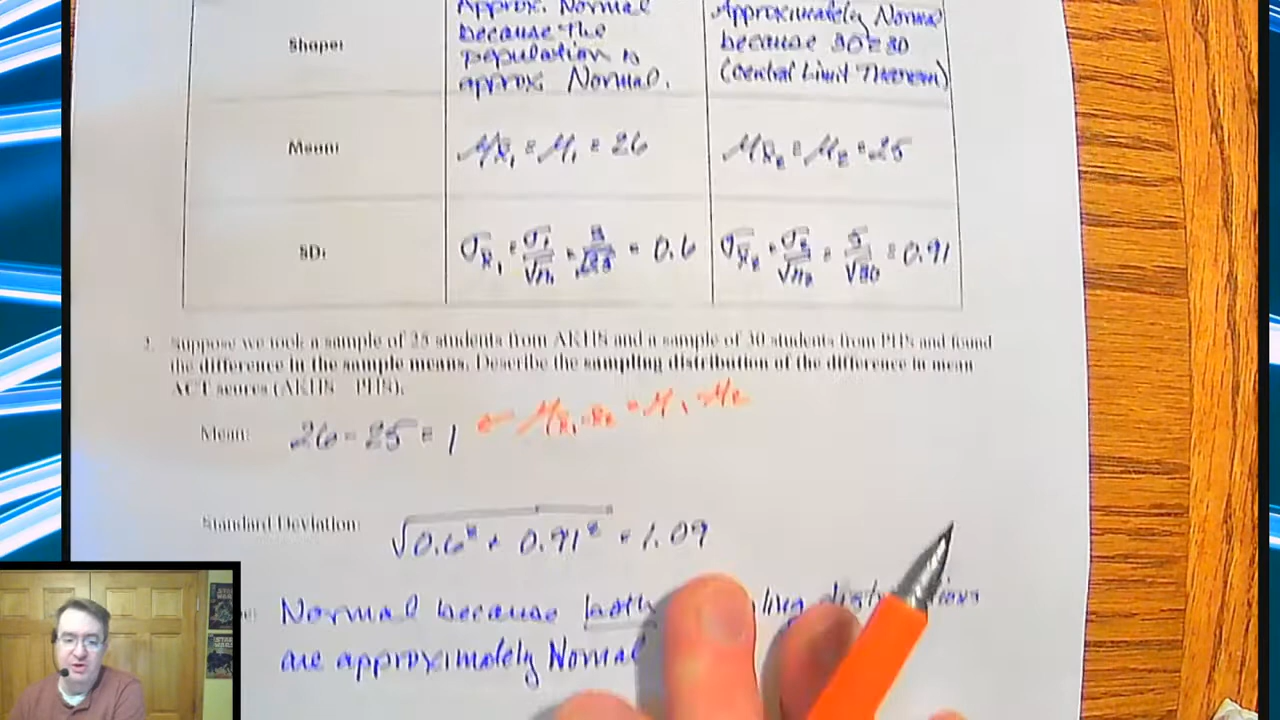 Approx. Normal
because the
population is
approx. Normal.
Approximately Normal
because 30≥30
(Central Limit Theorem)
Shape:
Mean:
μx̄₁ = μ₁ = 26
μx̄₂ = μ₂ = 25
SD:
σx̄₁ = σ₁/√n₁ = 3/√25 = 0.6
σx̄₂ = σ₂/√n₂ = 5/√30 = 0.91
2. Suppose we took a sample of 25 students from AKHS and a sample of 30 students from PHS and found
the difference in the sample means. Describe the sampling distribution of the difference in mean
ACT scores (AKHS – PHS).
Mean: 26 - 25 = 1 ← μx̄₁-x̄₂ = μ₁ - μ₂
Standard Deviation: √0.6² + 0.91² = 1.09
Normal because both
are approximately Normal